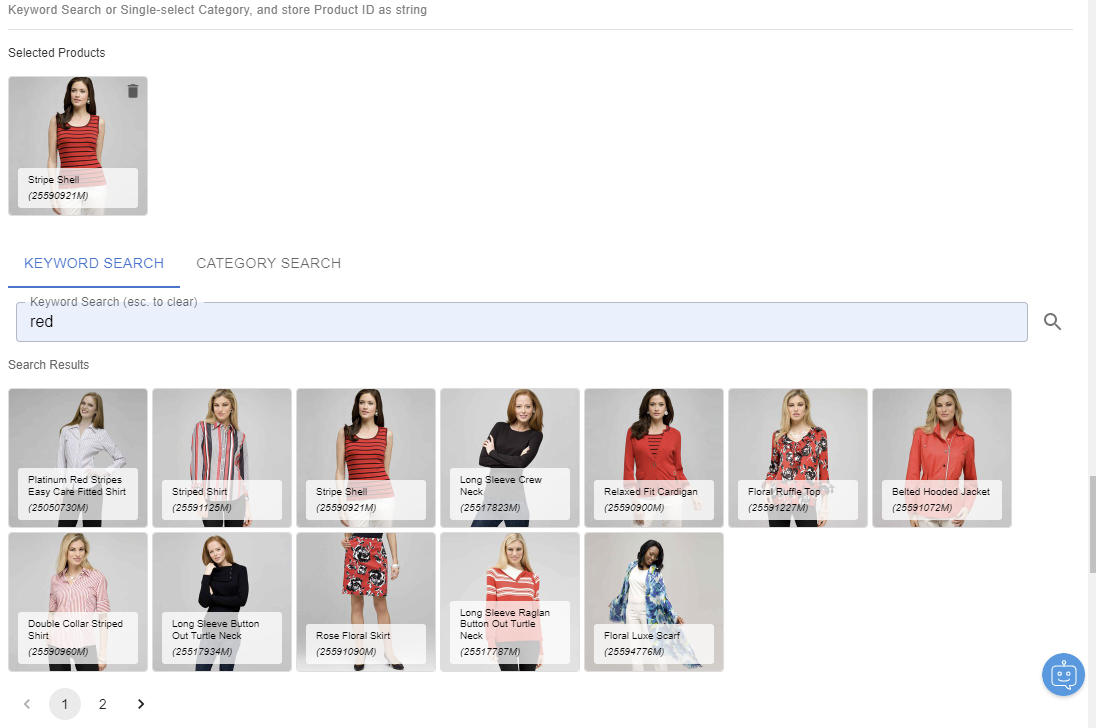 Keyword Search or Single-select Category, and store Product ID as string
Selected Products
Stripe Shell
(25590921M)
KEYWORD SEARCH
CATEGORY SEARCH
Keyword Search (esc. to clear)
red
Search Results
Platinum Red Stripes
Easy Care Fitted Shirt
(25050730M)
Striped Shirt
(25591125M)
Stripe Shell
(25590921M)
Long Sleeve Crew
Neck
(25517823M)
Relaxed Fit Cardigan
(25590900M)
Floral Ruffle Top
(25591227M)
Belted Hooded Jacket
(25591072M)
Double Collar Striped
Shirt
(25590960M)
Long Sleeve Button
Out Turtle Neck
(25517934M)
Rose Floral Skirt
(25591090M)
Long Sleeve Raglan
Button Out Turtle
Neck
(25517787M)
Floral Luxe Scarf
(25594776M)
1
2